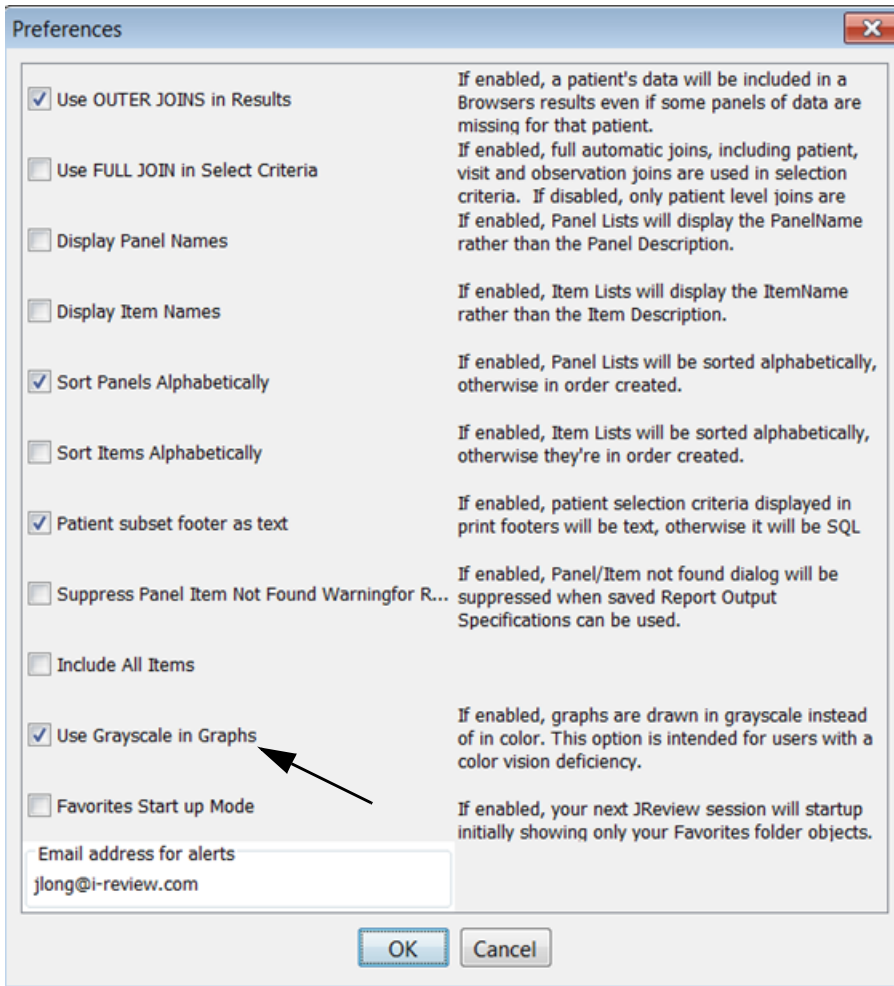 Preferences
Use OUTER JOINS in Results
If enabled, a patient's data will be included in a
Browsers results even if some panels of data are
missing for that patient.
Use FULL JOIN in Select Criteria
If enabled, full automatic joins, including patient,
visit and observation joins are used in selection
criteria.  If disabled, only patient level joins are
Display Panel Names
If enabled, Panel Lists will display the PanelName
rather than the Panel Description.
Display Item Names
If enabled, Item Lists will display the ItemName
rather than the Item Description.
Sort Panels Alphabetically
If enabled, Panel Lists will be sorted alphabetically,
otherwise in order created.
Sort Items Alphabetically
If enabled, Item Lists will be sorted alphabetically,
otherwise they're in order created.
Patient subset footer as text
If enabled, patient selection criteria displayed in
print footers will be text, otherwise it will be SQL
Suppress Panel Item Not Found Warningfor R...
If enabled, Panel/Item not found dialog will be
suppressed when saved Report Output
Specifications can be used.
Include All Items
Use Grayscale in Graphs
If enabled, graphs are drawn in grayscale instead
of in color. This option is intended for users with a
color vision deficiency.
Favorites Start up Mode
If enabled, your next JReview session will startup
initially showing only your Favorites folder objects.
Email address for alerts
jlong@i-review.com
OK
Cancel